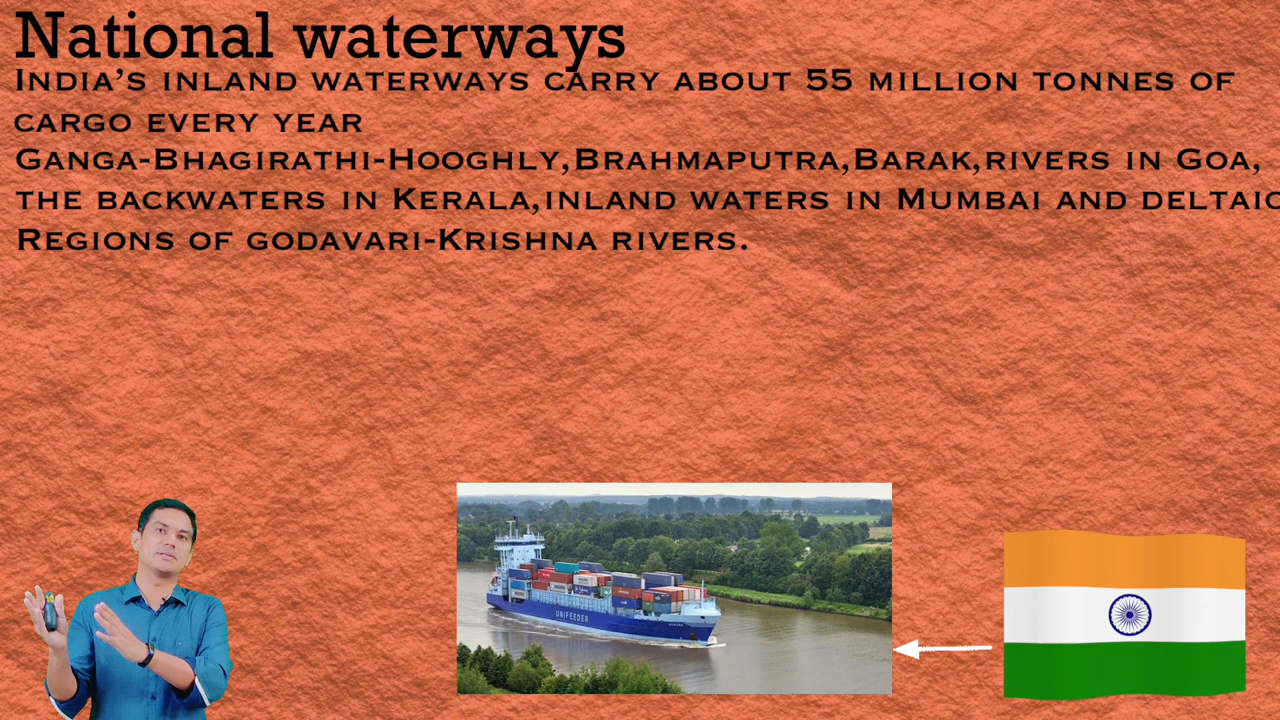 National waterways
India's inland waterways carry about 55 million tonnes of
cargo every year
Ganga-Bhagirathi-Hooghly,Brahmaputra,Barak,rivers in Goa,
the backwaters in Kerala,inland waters in Mumbai and deltaic
Regions of godavari-Krishna rivers.
UNIFEEDER